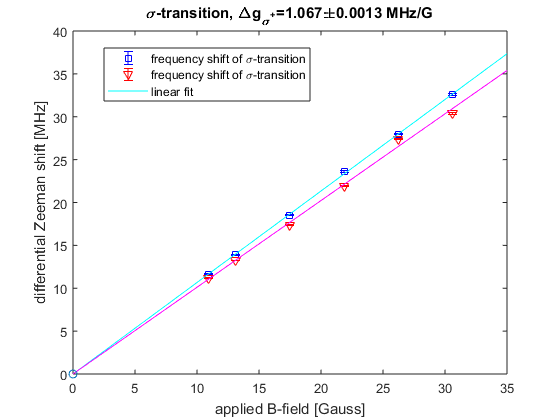 σ-transition, Δg_σ⁺=1.067±0.0013 MHz/G
frequency shift of σ-transition
frequency shift of σ-transition
linear fit
differential Zeeman shift [MHz]
40
35
30
25
20
15
10
5
0
0 5 10 15 20 25 30 35
applied B-field [Gauss]